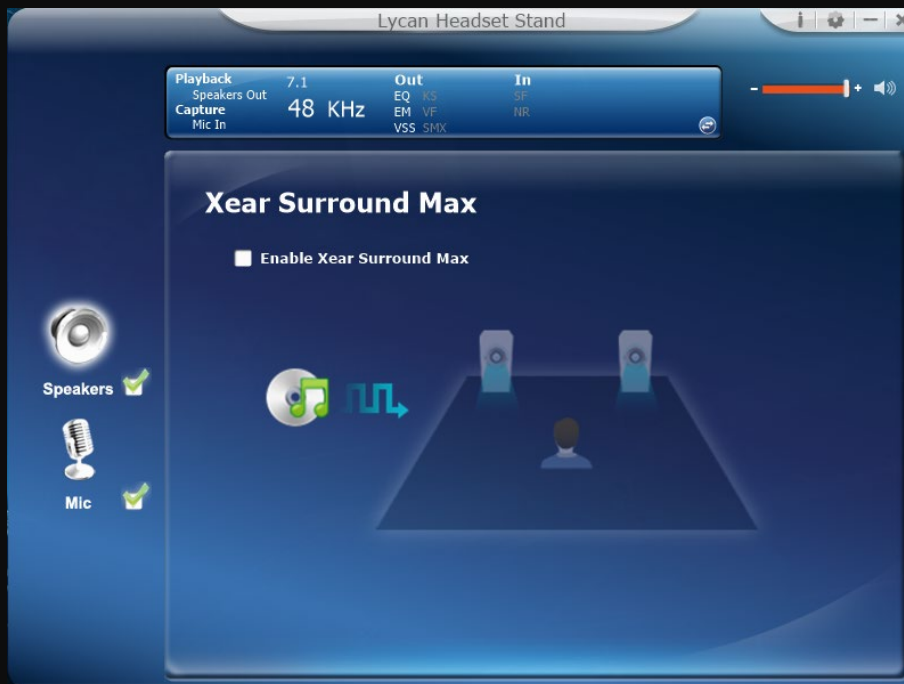 Lycan Headset Stand
Playback 7.1 Out In
Speakers Out EQ KS SF
Capture 48 KHz EM VF NR
Mic In VSS SMX
Xear Surround Max
Enable Xear Surround Max
Speakers
Mic